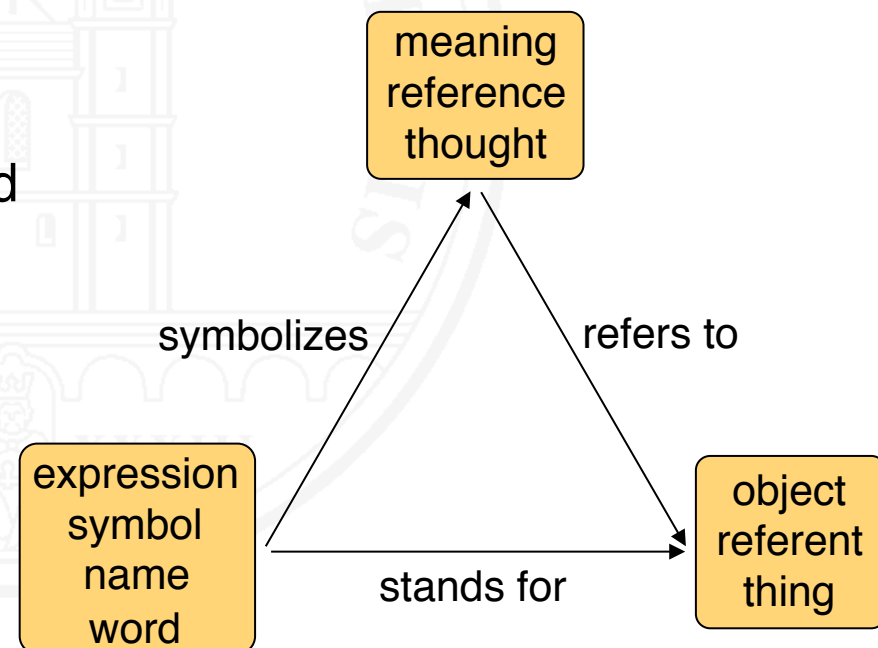 meaning
reference
thought
d
symbolizes
refers to
expression
symbol
name
word
object
referent
thing
stands for